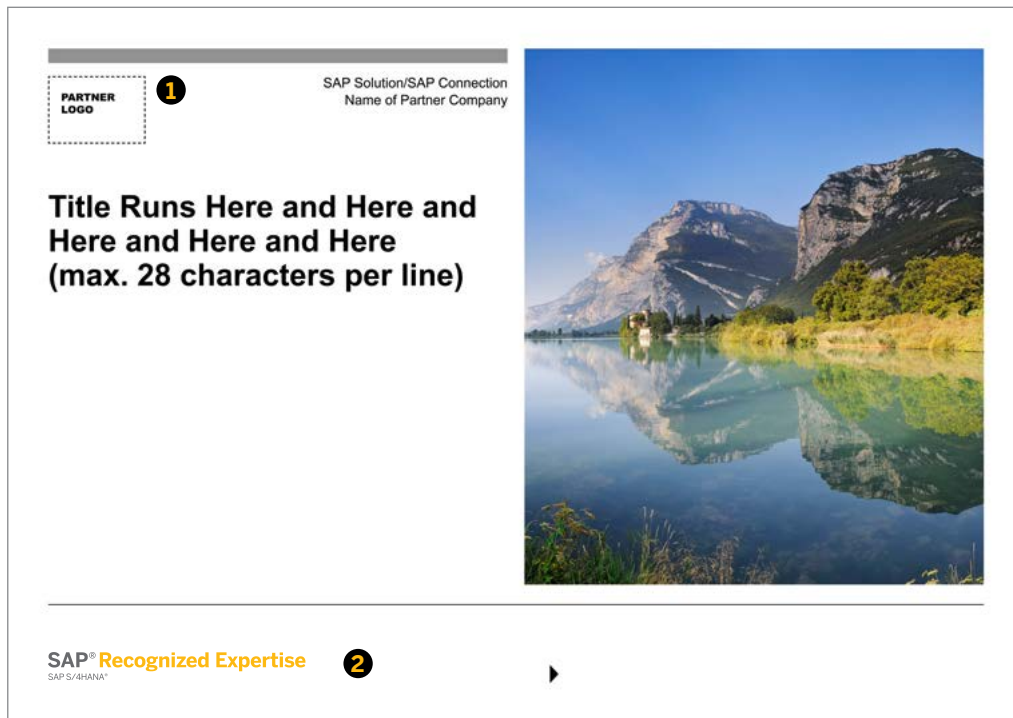 PARTNER
LOGO
1
SAP Solution/SAP Connection
Name of Partner Company
Title Runs Here and Here and
Here and Here and Here
(max. 28 characters per line)
SAP® Recognized Expertise
SAP S/4HANA®
2